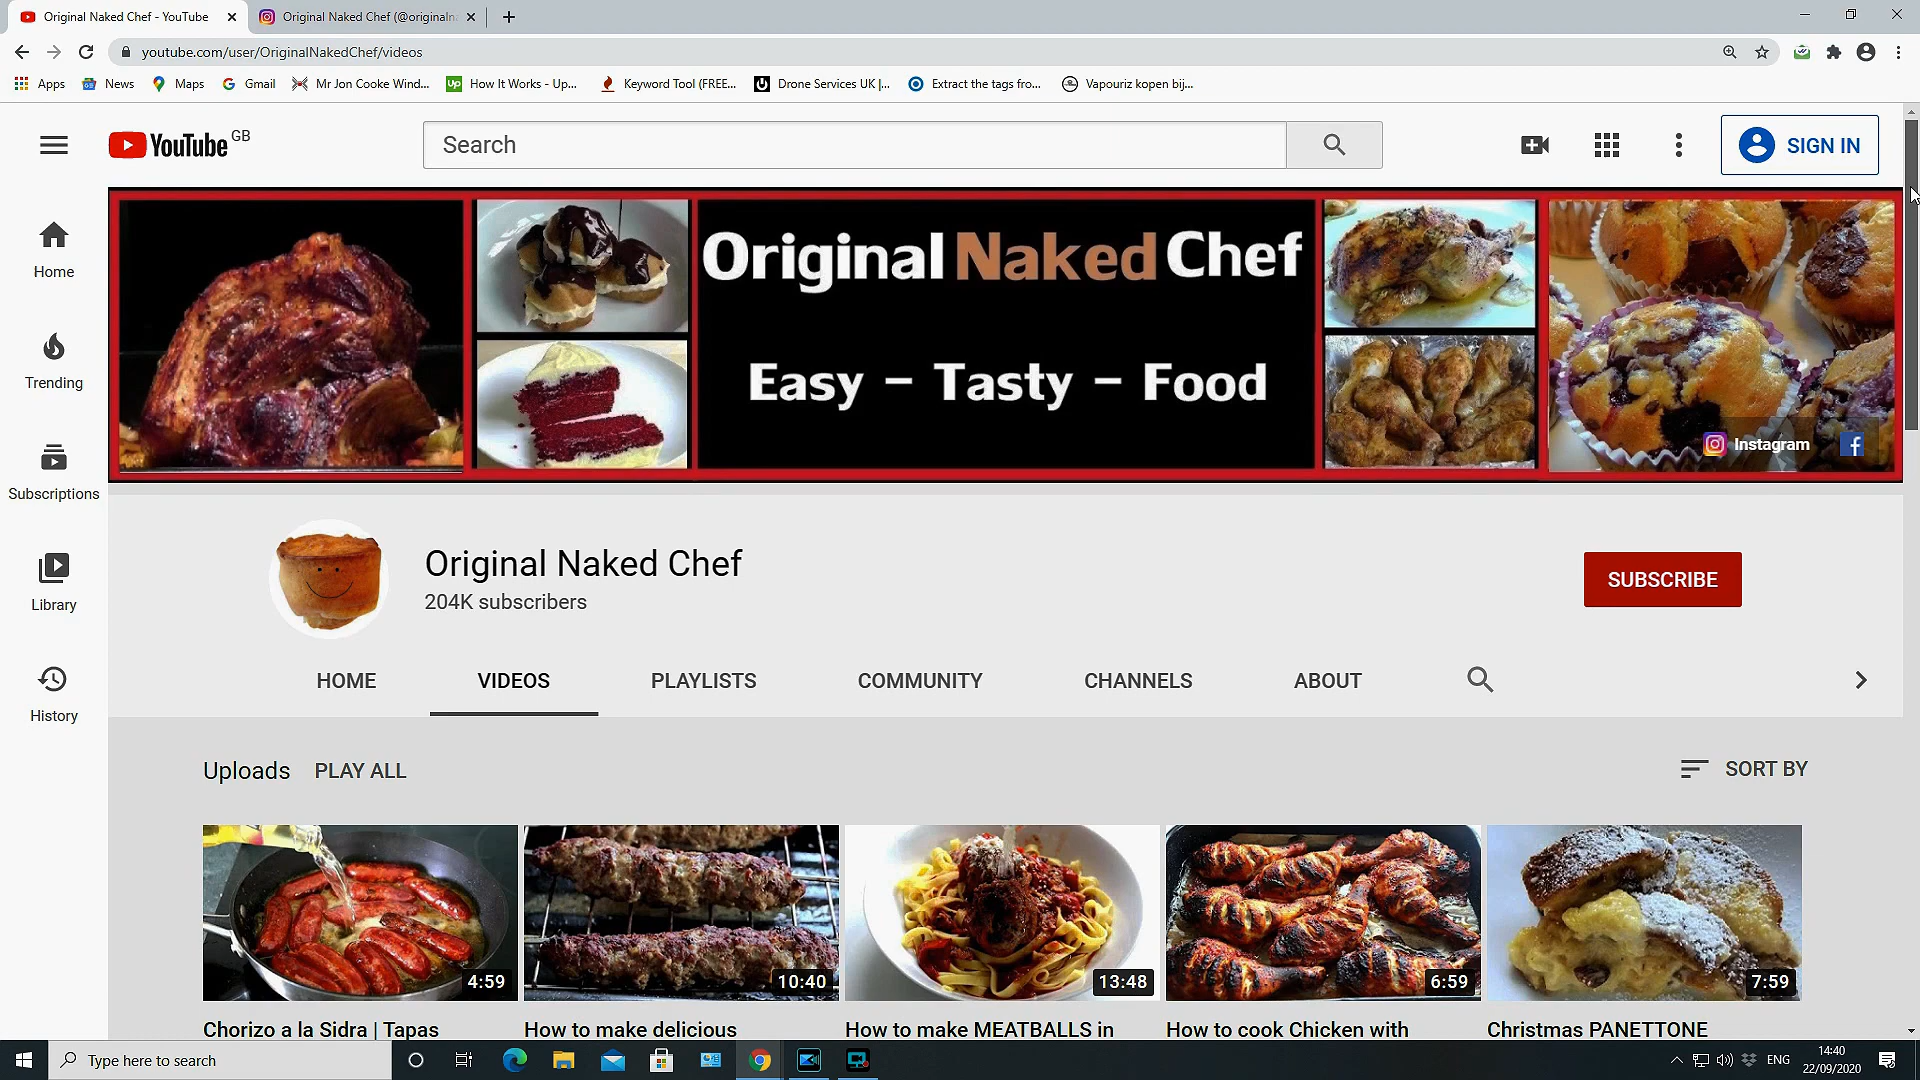 Original Naked Chef - YouTube
Original Naked Chef (@originaln
youtube.com/user/OriginalNakedChef/videos
Apps
News
Maps
Gmail
Mr Jon Cooke Wind...
How It Works - Up...
Keyword Tool (FREE...
Drone Services UK |...
Extract the tags fro...
Vapouriz kopen bij...
YouTube GB
Search
SIGN IN
Home
Trending
Subscriptions
Library
History
Original Naked Chef
Easy - Tasty - Food
Instagram
Original Naked Chef
204K subscribers
SUBSCRIBE
HOME
VIDEOS
PLAYLISTS
COMMUNITY
CHANNELS
ABOUT
Uploads
PLAY ALL
SORT BY
4:59
10:40
13:48
6:59
7:59
Chorizo a la Sidra | Tapas
How to make delicious
How to make MEATBALLS in
How to cook Chicken with
Christmas PANETTONE
Type here to search
ENG
14:40
22/09/2020